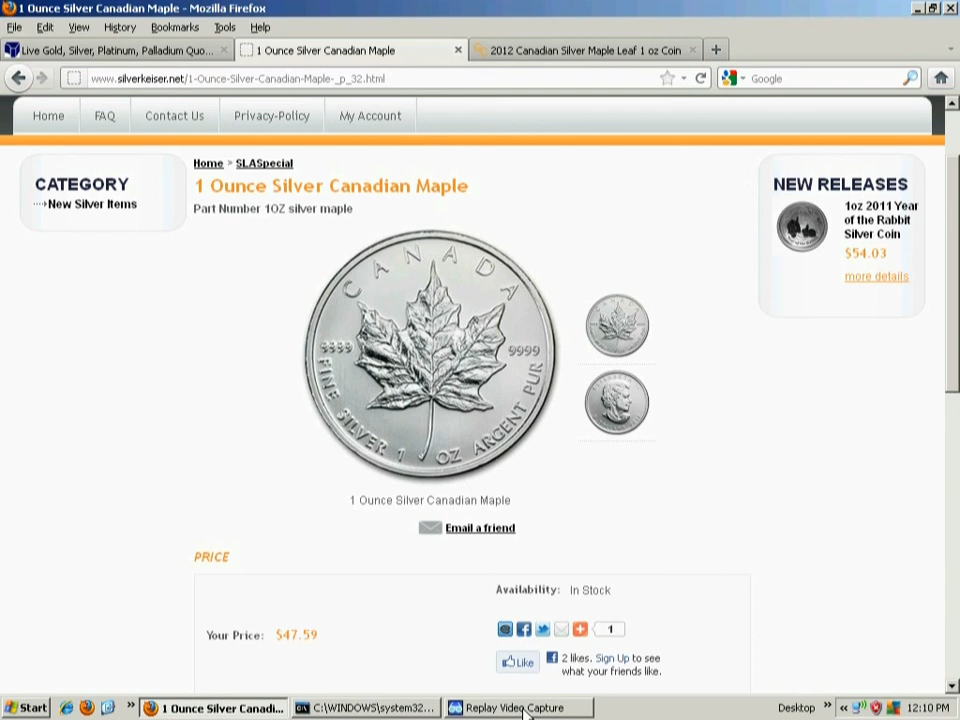 1 Ounce Silver Canadian Maple - Mozilla Firefox
File Edit View History Bookmarks Tools Help
Live Gold, Silver, Platinum, Palladium Quo...
1 Ounce Silver Canadian Maple
2012 Canadian Silver Maple Leaf 1 oz Coin
www.silverkeiser.net/1-Ounce-Silver-Canadian-Maple-_p_32.html
Google
Home FAQ Contact Us Privacy-Policy My Account
CATEGORY
New Silver Items
Home > SLASpecial
1 Ounce Silver Canadian Maple
Part Number 1OZ silver maple
CANADA
9999 9999
FINE SILVER 1 OZ ARGENT PUR
1 Ounce Silver Canadian Maple
Email a friend
NEW RELEASES
1oz 2011 Year
of the Rabbit
Silver Coin
$54.03
more details
PRICE
Availability: In Stock
Your Price: $47.59
1
Like
2 likes. Sign Up to see
what your friends like.
Start
1 Ounce Silver Canadi...
C:\WINDOWS\system32...
Replay Video Capture
Desktop
12:10 PM